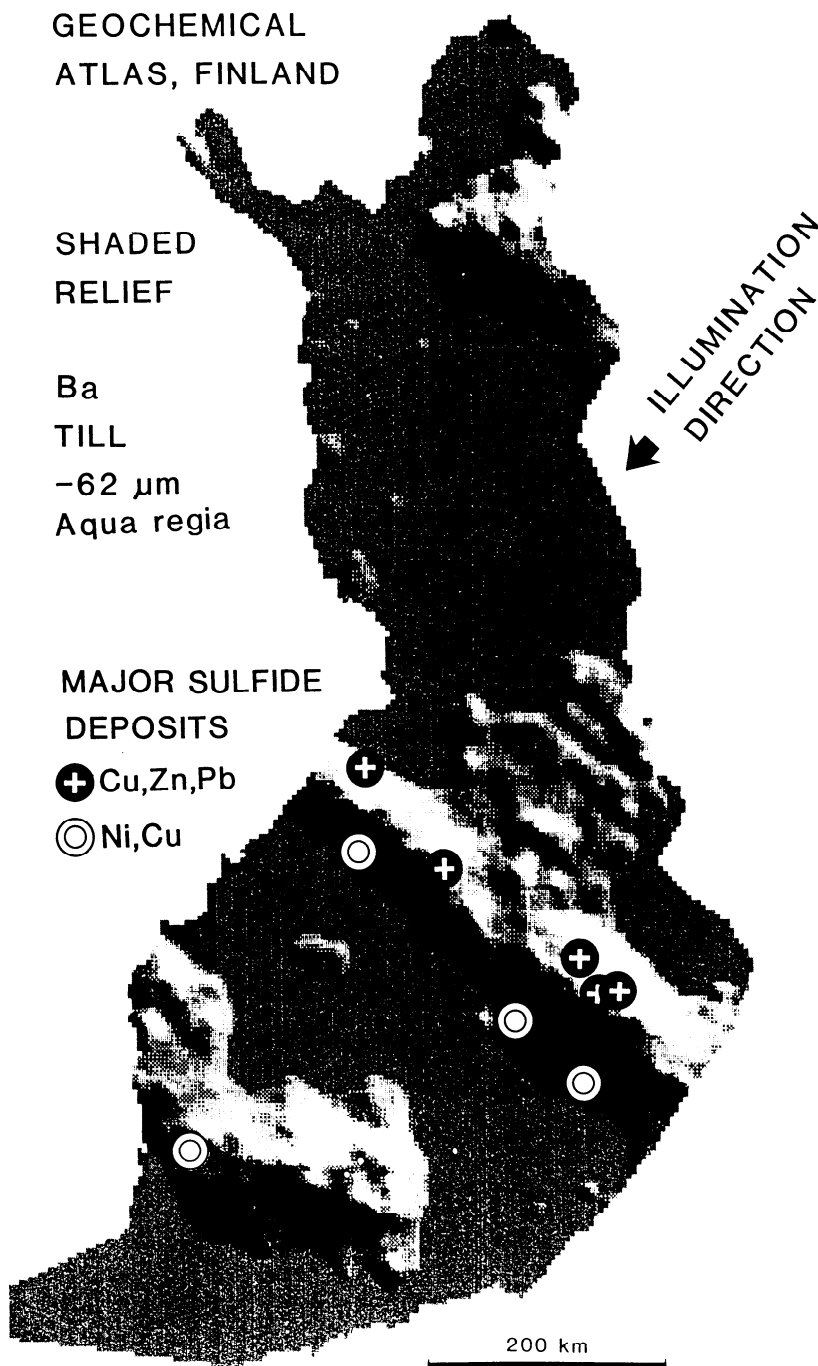 GEOCHEMICAL
ATLAS, FINLAND
SHADED
RELIEF
ILLUMINATION
DIRECTION
Ba
TILL
-62 µm
Aqua regia
MAJOR SULFIDE
DEPOSITS
Cu,Zn,Pb
Ni,Cu
200 km